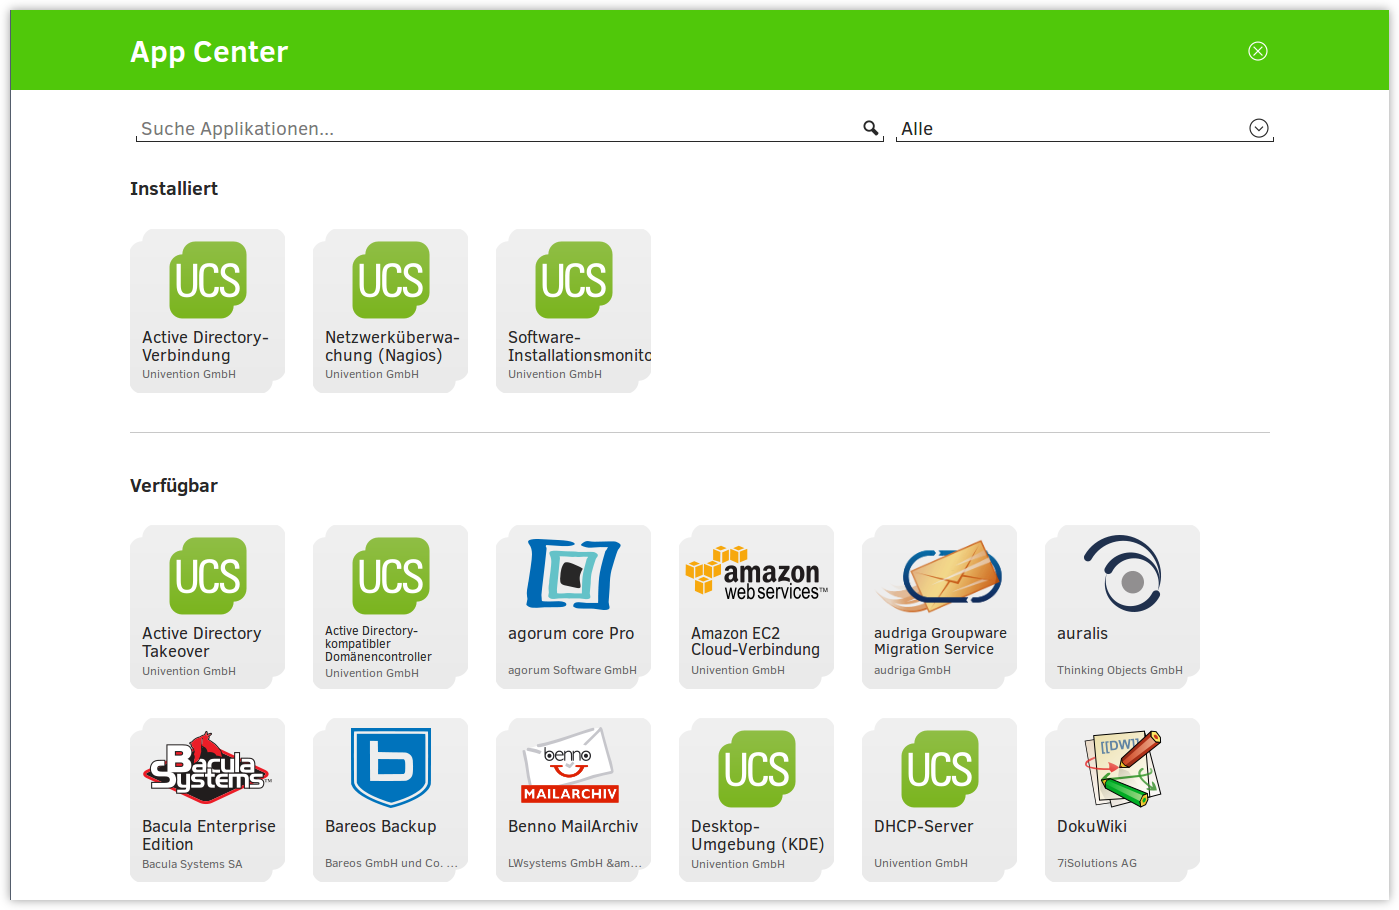 App Center
Suche Applikationen...
Alle
Installiert
UCS
Active Directory-
Verbindung
Univention GmbH
UCS
Netzwerküberwa-
chung (Nagios)
Univention GmbH
UCS
Software-
Installationsmonito
Univention GmbH
Verfügbar
UCS
Active Directory
Takeover
Univention GmbH
UCS
Active Directory-
kompatibler
Domänencontroller
Univention GmbH
agorum core Pro
agorum Software GmbH
amazon
webservices™
Amazon EC2
Cloud-Verbindung
Univention GmbH
audriga Groupware
Migration Service
audriga GmbH
auralis
Thinking Objects GmbH
Bacula
Systems™
Bacula Enterprise
Edition
Bacula Systems SA
b
Bareos Backup
Bareos GmbH und Co. ...
benno
MAILARCHIV
Benno MailArchiv
LWsystems GmbH &am...
UCS
Desktop-
Umgebung (KDE)
Univention GmbH
UCS
DHCP-Server
Univention GmbH
[[DW]]
DokuWiki
7iSolutions AG